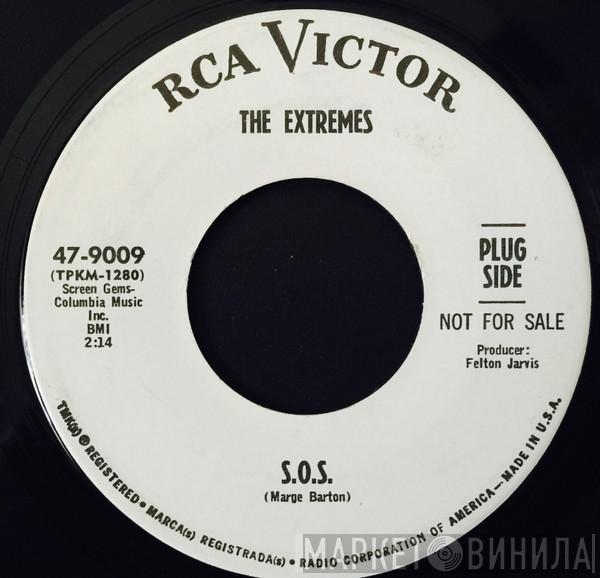 RCA VICTOR
THE EXTREMES
47-9009
(TPKM-1280)
Screen Gems-
Columbia Music
Inc.
BMI
2:14
PLUG
SIDE
NOT FOR SALE
Producer:
Felton Jarvis
S.O.S.
(Marge Barton)
TMK(s) ® REGISTERED • MARCA(s) REGISTRADA(s) • RADIO CORPORATION OF AMERICA—MADE IN U.S.A.
МАРКЕТ ВИНИЛА